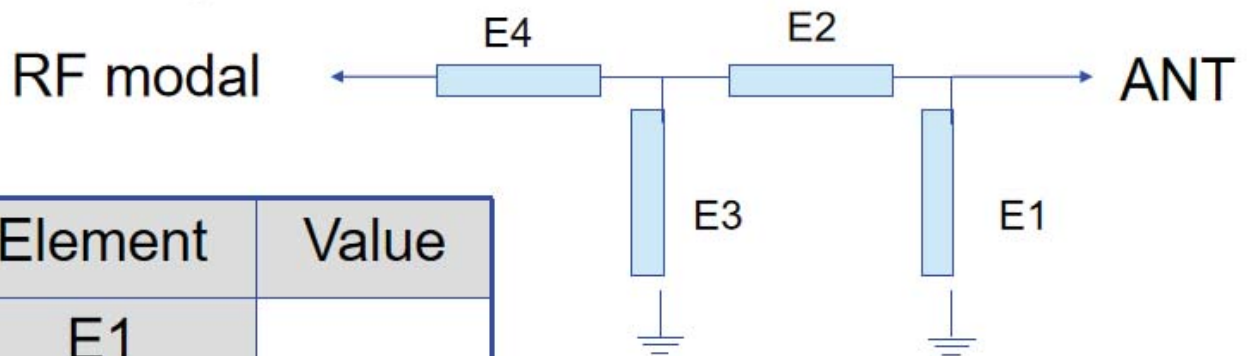 E4
E2
RF modal
ANT
E3
E1
Element Value
E1